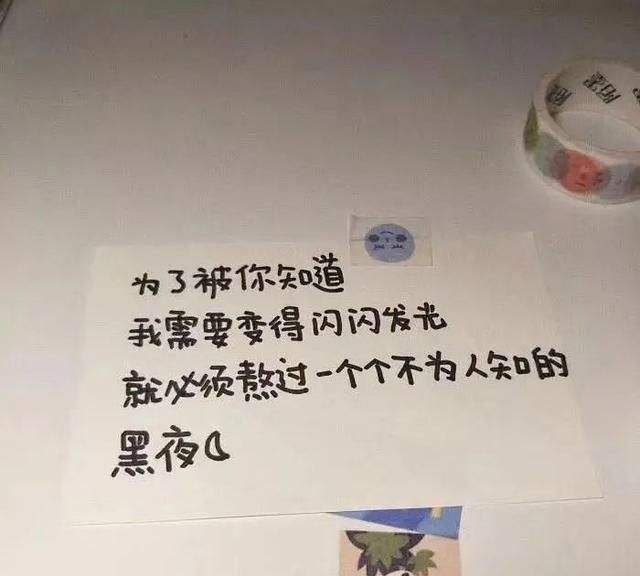 为了被你知道
我需要变得闪闪发光
就必须熬过一个个不为人知的
黑夜